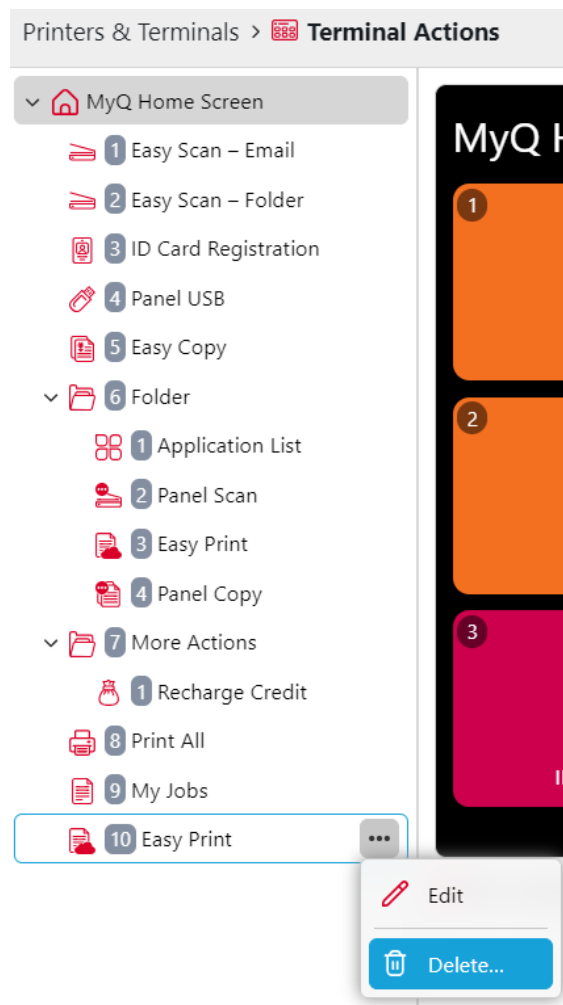 Printers & Terminals > Terminal Actions
MyQ Home Screen
1 Easy Scan – Email
2 Easy Scan – Folder
3 ID Card Registration
4 Panel USB
5 Easy Copy
6 Folder
1 Application List
2 Panel Scan
3 Easy Print
4 Panel Copy
7 More Actions
1 Recharge Credit
8 Print All
9 My Jobs
10 Easy Print
Edit
Delete...
MyQ H
1
2
3